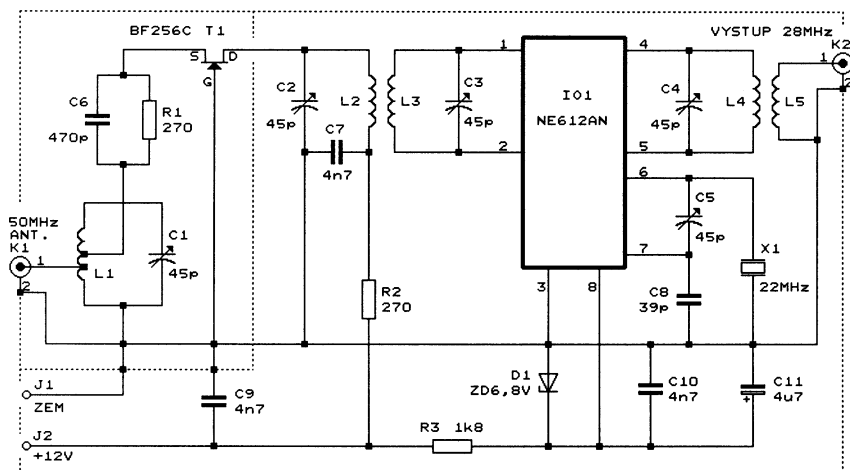 BF256C T1
VYSTUP 28MHz
K2
1
2
S D
G
1
4
C6
470p
R1
270
C2
45p
L2
L3
C3
45p
IO1
NE612AN
C4
45p
L4
L5
C7
4n7
2
5
6
50MHz
ANT.
K1
1
2
L1
C1
45p
C5
45p
7
X1
22MHz
R2
270
3
8
C8
39p
J1
ZEM
C9
4n7
D1
ZD6,8V
C10
4n7
C11
4u7
+
J2
+12V
R3 1k8